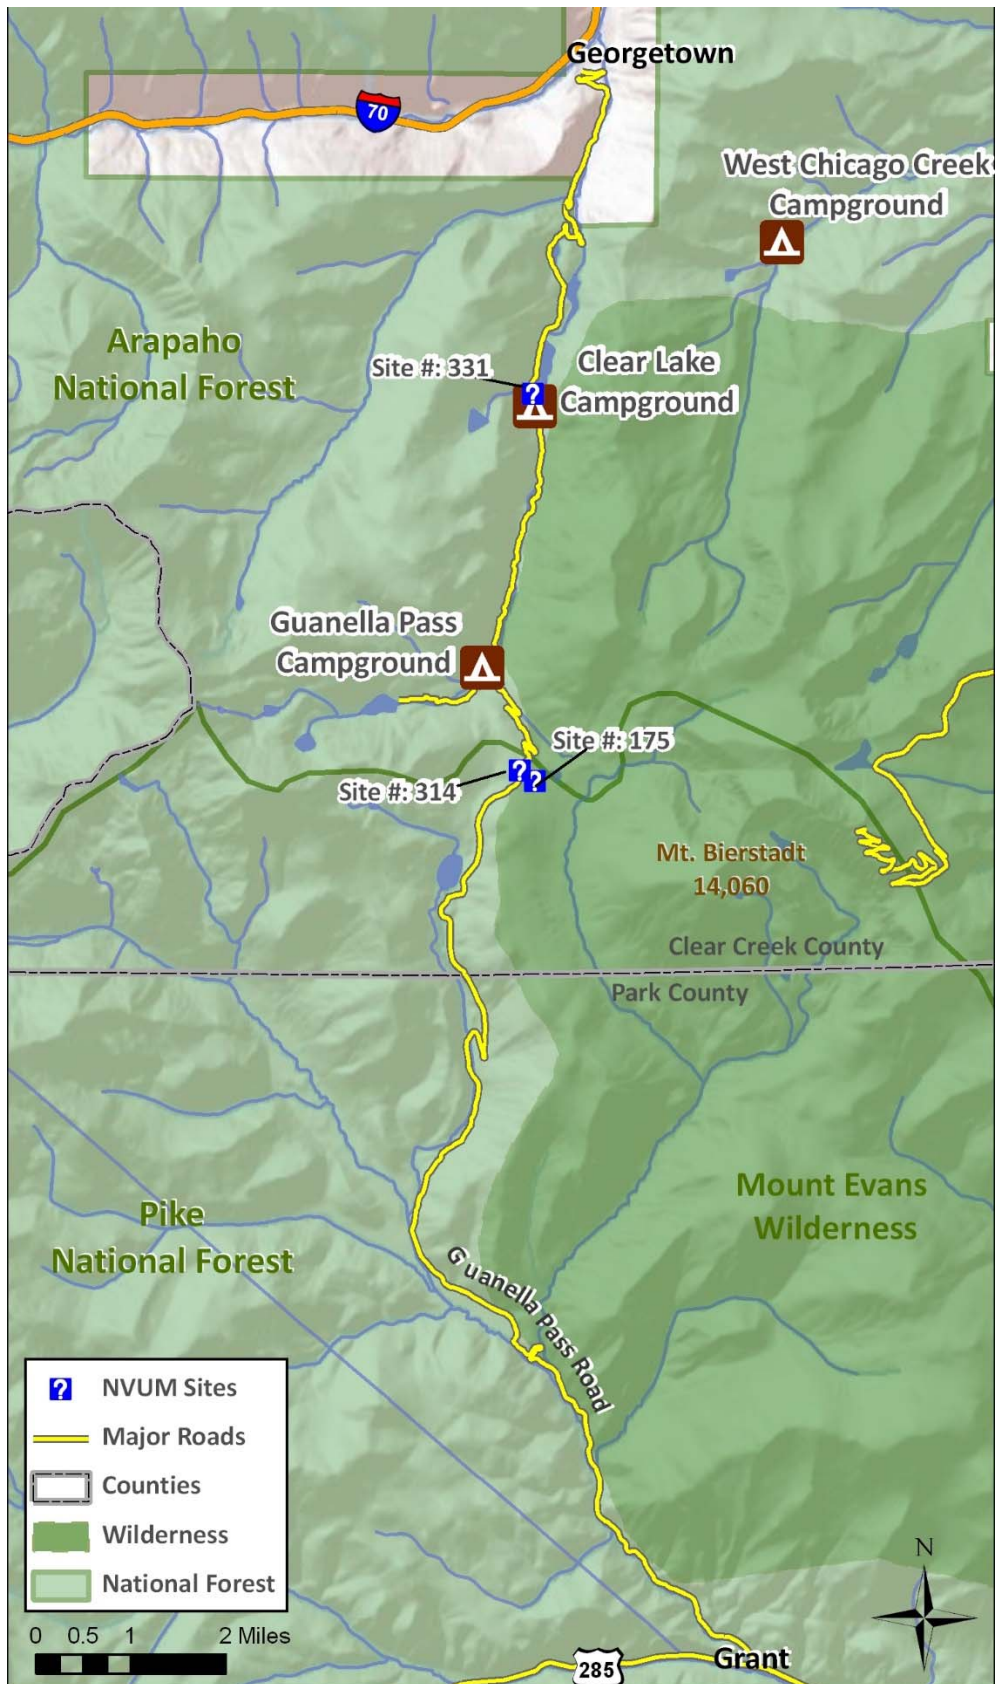 Georgetown
70
West Chicago Creek
Campground
Arapaho
National Forest
Site #: 331
Clear Lake
Campground
Guanella Pass
Campground
Site #: 175
Site #: 314
Mt. Bierstadt
14,060
Clear Creek County
Park County
Mount Evans
Wilderness
Pike
National Forest
Guanella Pass Road
NVUM Sites
Major Roads
Counties
Wilderness
National Forest
N
0 0.5 1 2 Miles
285
Grant